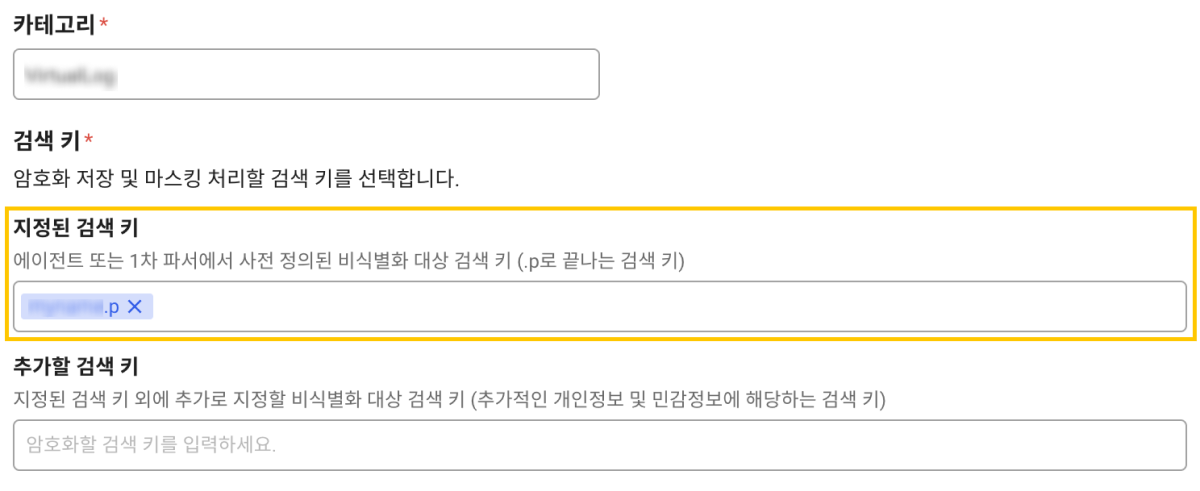 카테고리 *
검색 키 *
암호화 저장 및 마스킹 처리할 검색 키를 선택합니다.
지정된 검색 키
에이전트 또는 1차 파서에서 사전 정의된 비식별화 대상 검색 키 (.p로 끝나는 검색 키)
.p ×
추가할 검색 키
지정된 검색 키 외에 추가로 지정할 비식별화 대상 검색 키 (추가적인 개인정보 및 민감정보에 해당하는 검색 키)
암호화할 검색 키를 입력하세요.